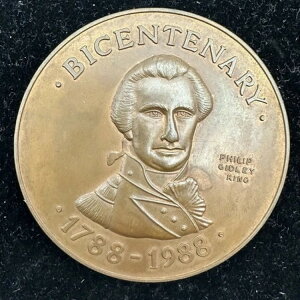 · BICENTENARY ·
PHILIP
GIDLEY
KING
1788-1988